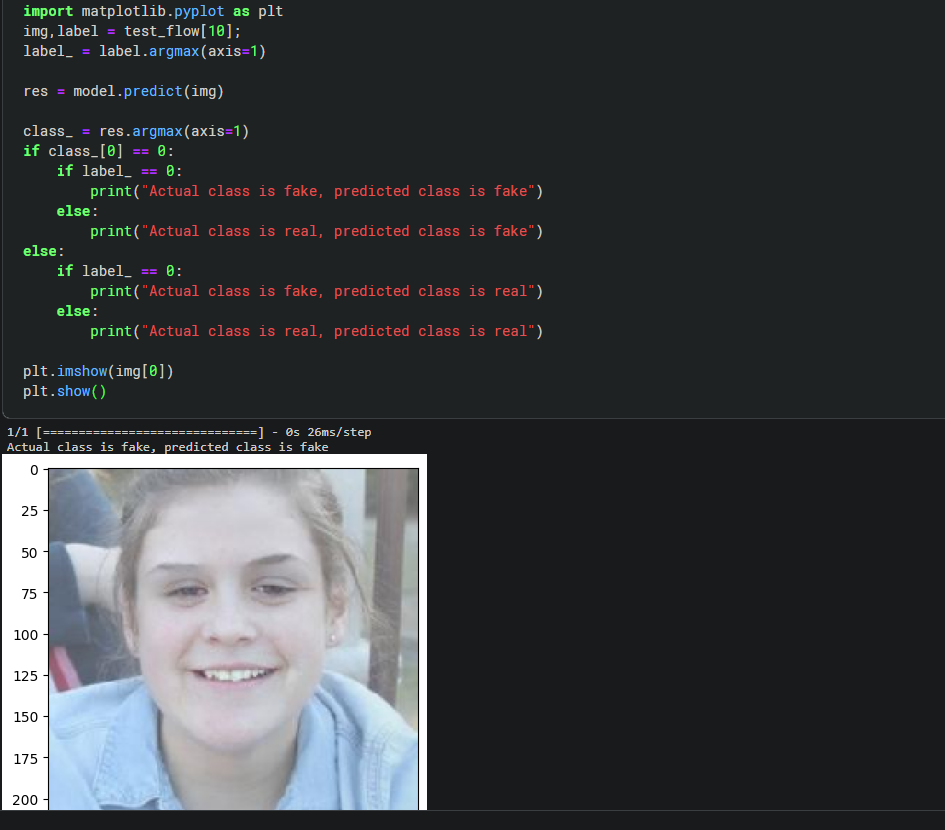 import matplotlib.pyplot as plt
img,label = test_flow[10];
label_ = label.argmax(axis=1)
res = model.predict(img)
class_ = res.argmax(axis=1)
if class_[0] == 0:
    if label_ == 0:
        print("Actual class is fake, predicted class is fake")
    else:
        print("Actual class is real, predicted class is fake")
else:
    if label_ == 0:
        print("Actual class is fake, predicted class is real")
    else:
        print("Actual class is real, predicted class is real")
plt.imshow(img[0])
plt.show()
1/1 [==============================] - 0s 26ms/step
Actual class is fake, predicted class is fake
0
25
50
75
100
125
150
175
200